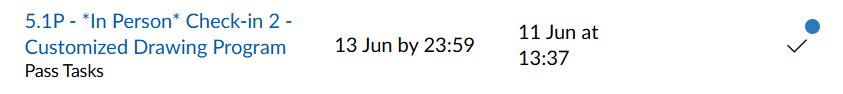 5.1P - *In Person* Check-in 2 -
Customized Drawing Program
Pass Tasks
13 Jun by 23:59
11 Jun at
13:37